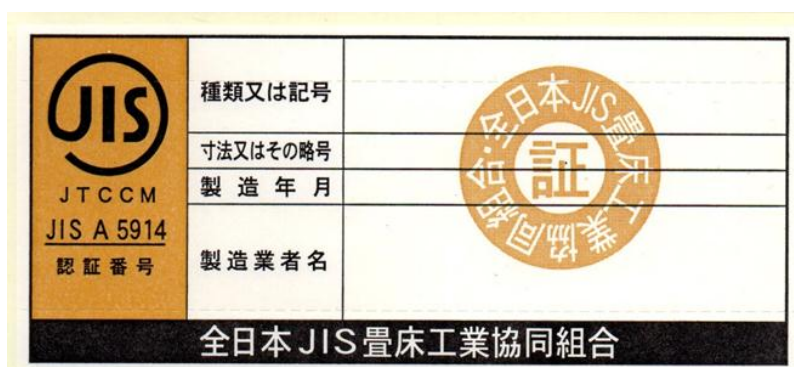 JIS
JTCCM
JIS A 5914
認証番号
種類又は記号
寸法又はその略号
製造年月
製造業者名
全日本JIS畳床工業協同組合
証
全日本JIS畳床工業協同組合